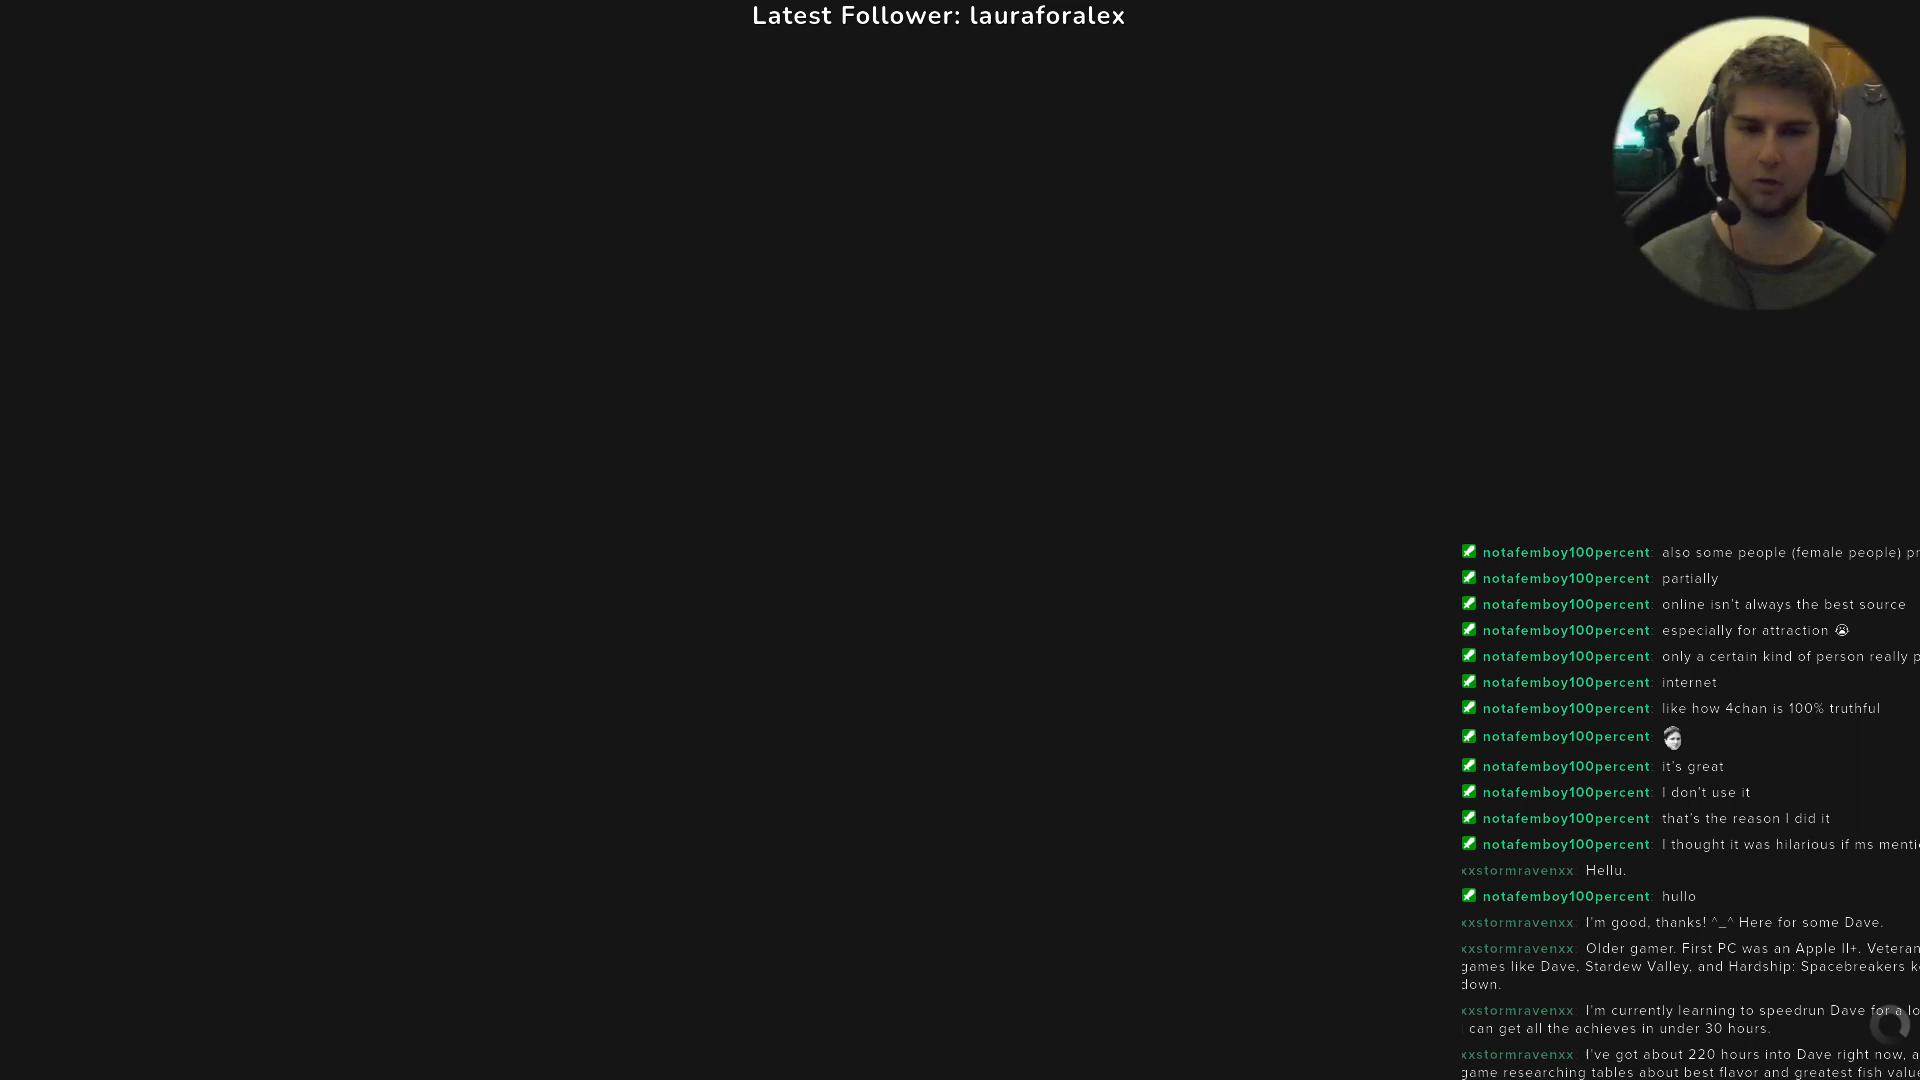 Latest Follower: lauraforalex
notafemboy100percent: also some people (female people)
notafemboy100percent: partially
notafemboy100percent: online isn't always the best source
notafemboy100percent: especially for attraction 😭
notafemboy100percent: only a certain kind of person really
notafemboy100percent: internet
notafemboy100percent: like how 4chan is 100% truthful
notafemboy100percent:
notafemboy100percent: it's great
notafemboy100percent: I don't use it
notafemboy100percent: that's the reason I did it
notafemboy100percent: I thought it was hilarious if ms
xxstormravenxx: Hellu.
notafemboy100percent: hullo
xxstormravenxx: I'm good, thanks! ^_^ Here for some Dave.
xxstormravenxx: Older gamer. First PC was an Apple II+. Veteran
games like Dave, Stardew Valley, and Hardship: Spacebreakers
down.
xxstormravenxx: I'm currently learning to speedrun Dave for a
I can get all the achieves in under 30 hours.
xxstormravenxx: I've got about 220 hours into Dave right now,
game researching tables about best flavor and greatest fish